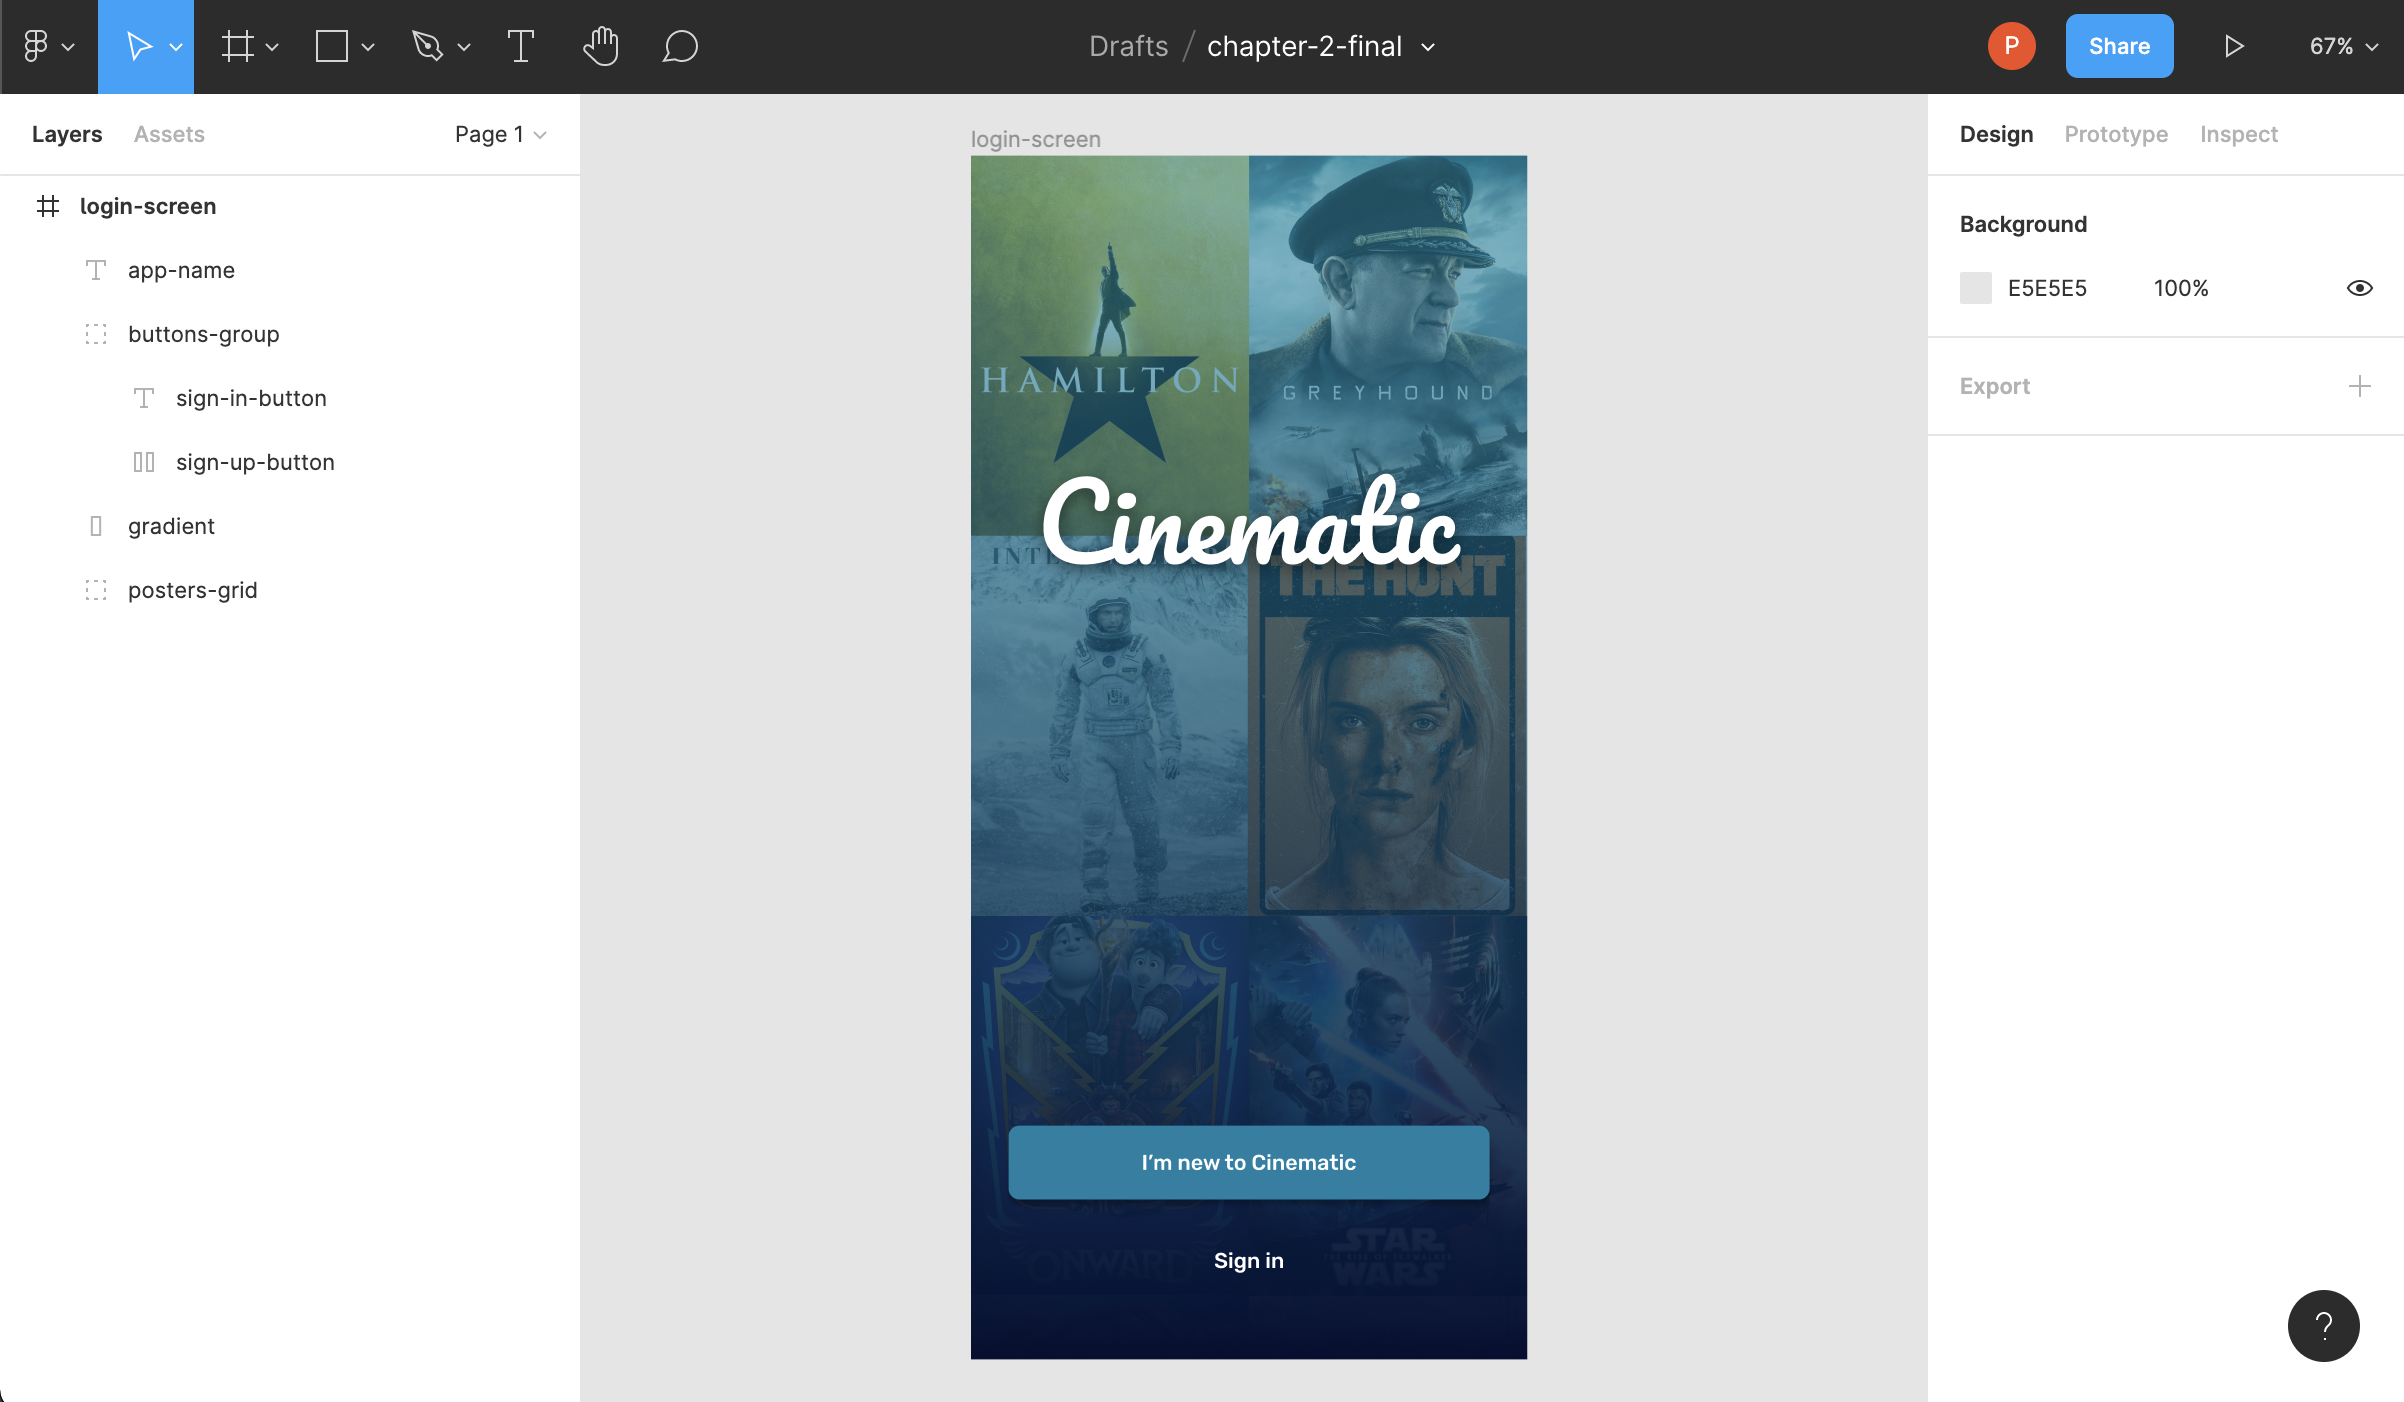 Drafts / chapter-2-final
P
Share
67%
Layers
Assets
Page 1
Design
Prototype
Inspect
login-screen
app-name
buttons-group
sign-in-button
sign-up-button
gradient
posters-grid
login-screen
HAMILTON
GREYHOUND
Cinematic
THE HUNT
I'm new to Cinematic
ONWARD
STAR
WARS
Sign in
Background
E5E5E5
100%
Export
?